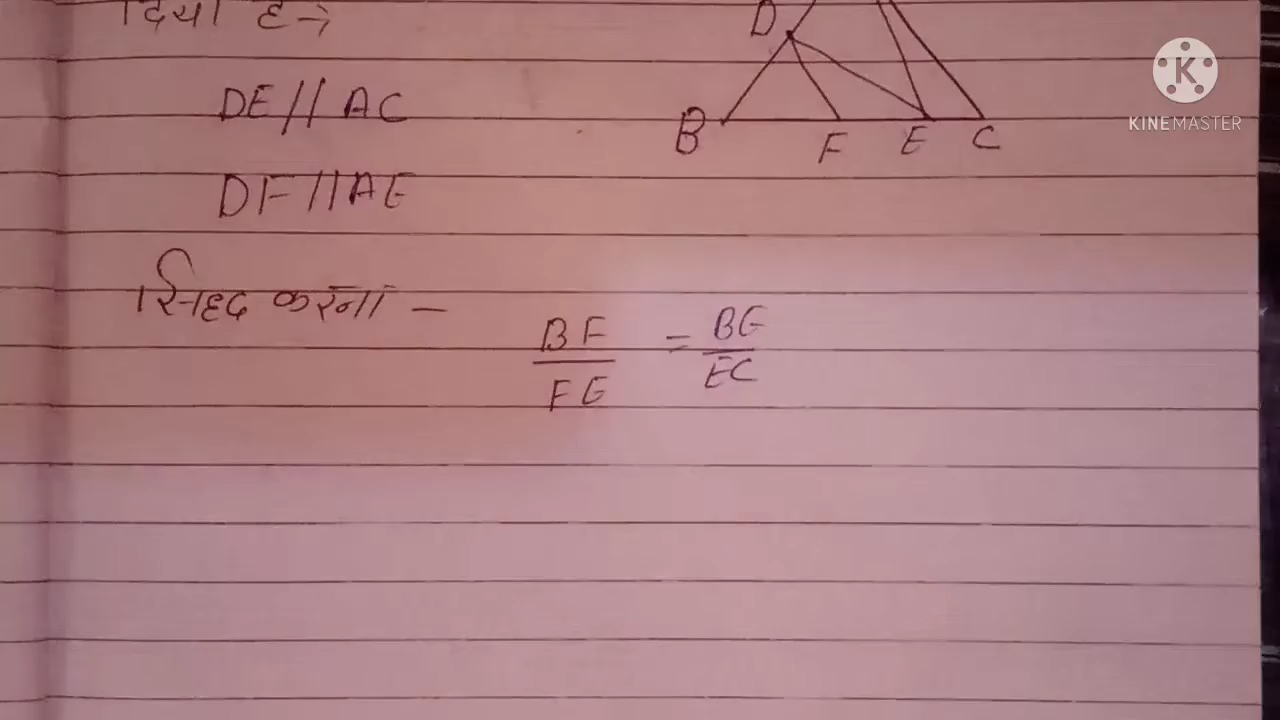 दिया है→
D
DE//AC
B F E C
DF//AE
सिद्द करना —
BF/FE = BE/EC
K
KINEMASTER